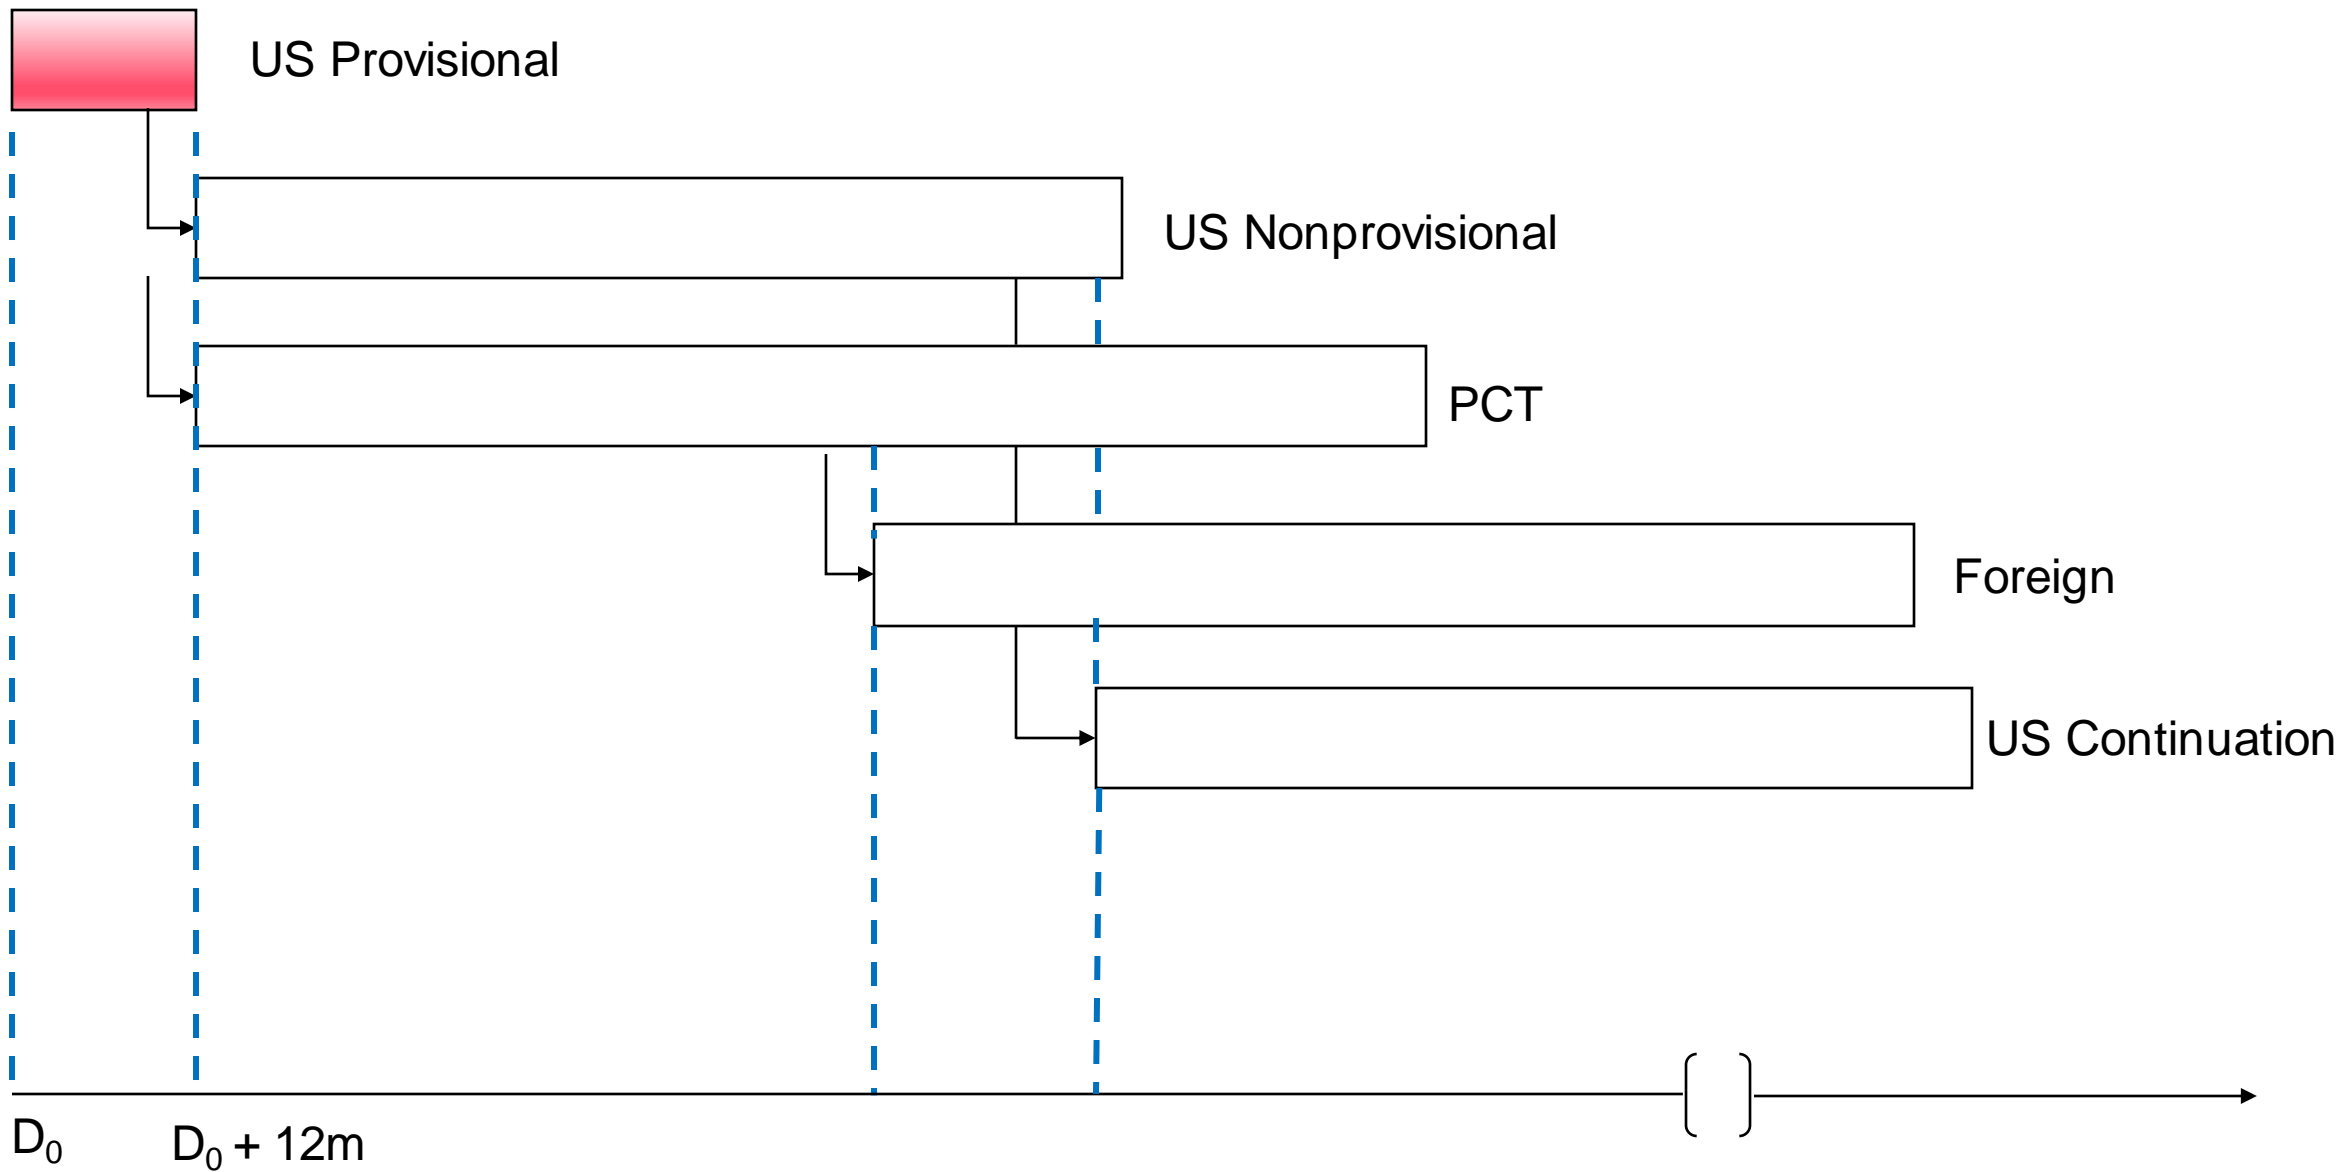 US Provisional
US Nonprovisional
PCT
Foreign
US Continuation
D₀
D₀ + 12m